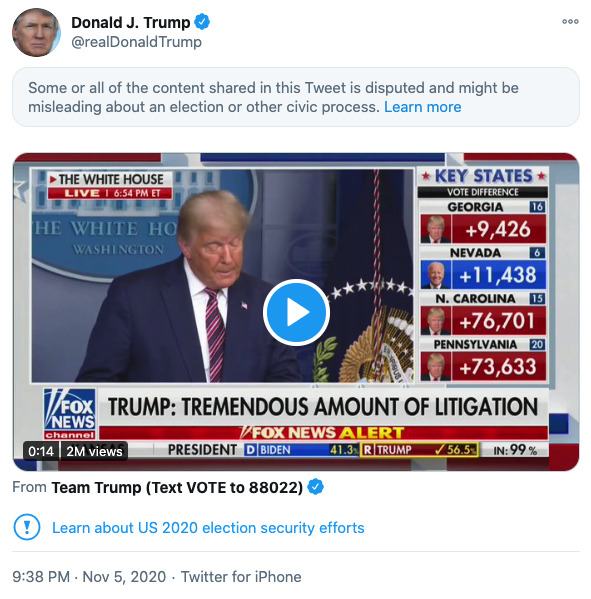 Donald J. Trump
@realDonaldTrump
Some or all of the content shared in this Tweet is disputed and might be
misleading about an election or other civic process. Learn more
THE WHITE HOUSE
LIVE | 6:54 PM ET
THE WHITE HO
WASHINGTON
KEY STATES
VOTE DIFFERENCE
GEORGIA 16
+9,426
NEVADA 6
+11,438
N. CAROLINA 15
+76,701
PENNSYLVANIA 20
+73,633
FOX
NEWS
channel
TRUMP: TREMENDOUS AMOUNT OF LITIGATION
FOX NEWS ALERT
0:14 2M views
PRESIDENT D BIDEN 41.3% R TRUMP ✓56.5% IN: 99%
From Team Trump (Text VOTE to 88022)
Learn about US 2020 election security efforts
9:38 PM · Nov 5, 2020 · Twitter for iPhone